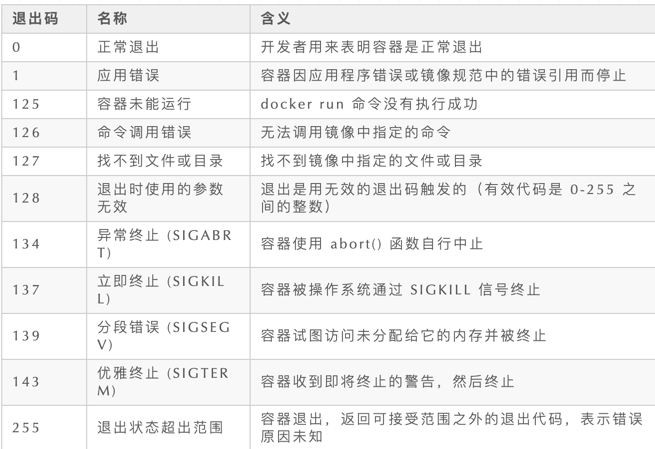 退出码 名称 含义
0 正常退出 开发者用来表明容器是正常退出
1 应用错误 容器因应用程序错误或镜像规范中的错误引用而停止
125 容器未能运行 docker run 命令没有执行成功
126 命令调用错误 无法调用镜像中指定的命令
127 找不到文件或目录 找不到镜像中指定的文件或目录
128 退出时使用的参数
无效 退出是用无效的退出码触发的（有效代码是 0-255 之
间的整数）
134 异常终止 (SIGABR
T) 容器使用 abort() 函数自行中止
137 立即终止 (SIGKIL
L) 容器被操作系统通过 SIGKILL 信号终止
139 分段错误 (SIGSEG
V) 容器试图访问未分配给它的内存并被终止
143 优雅终止 (SIGTER
M) 容器收到即将终止的警告，然后终止
255 退出状态超出范围 容器退出，返回可接受范围之外的退出代码，表示错误
原因未知